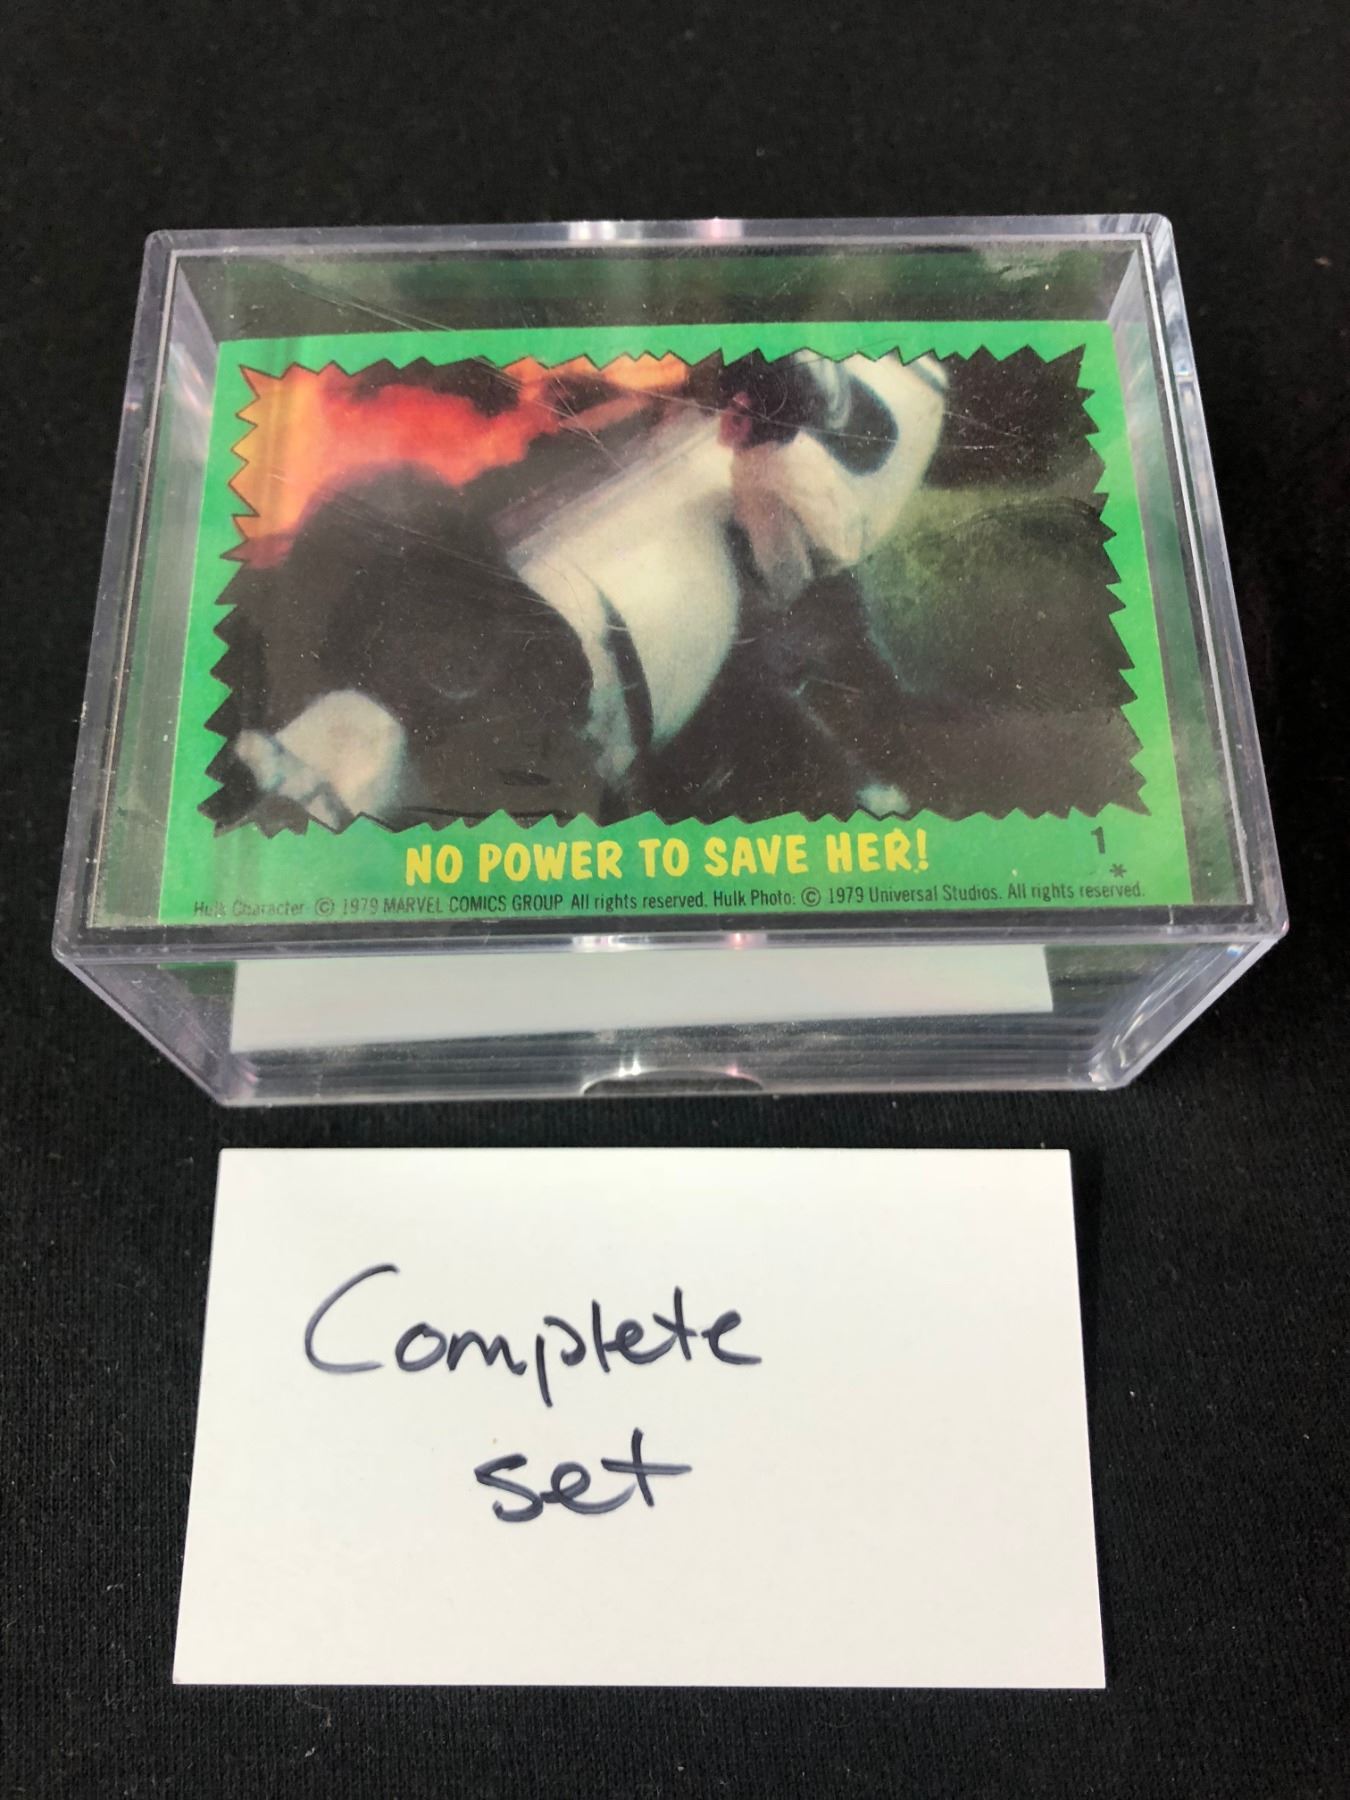 NO POWER TO SAVE HER!
1
*
Hulk Character: © 1979 MARVEL COMICS GROUP All rights reserved. Hulk Photo: © 1979 Universal Studios. All rights reserved.
Complete
set